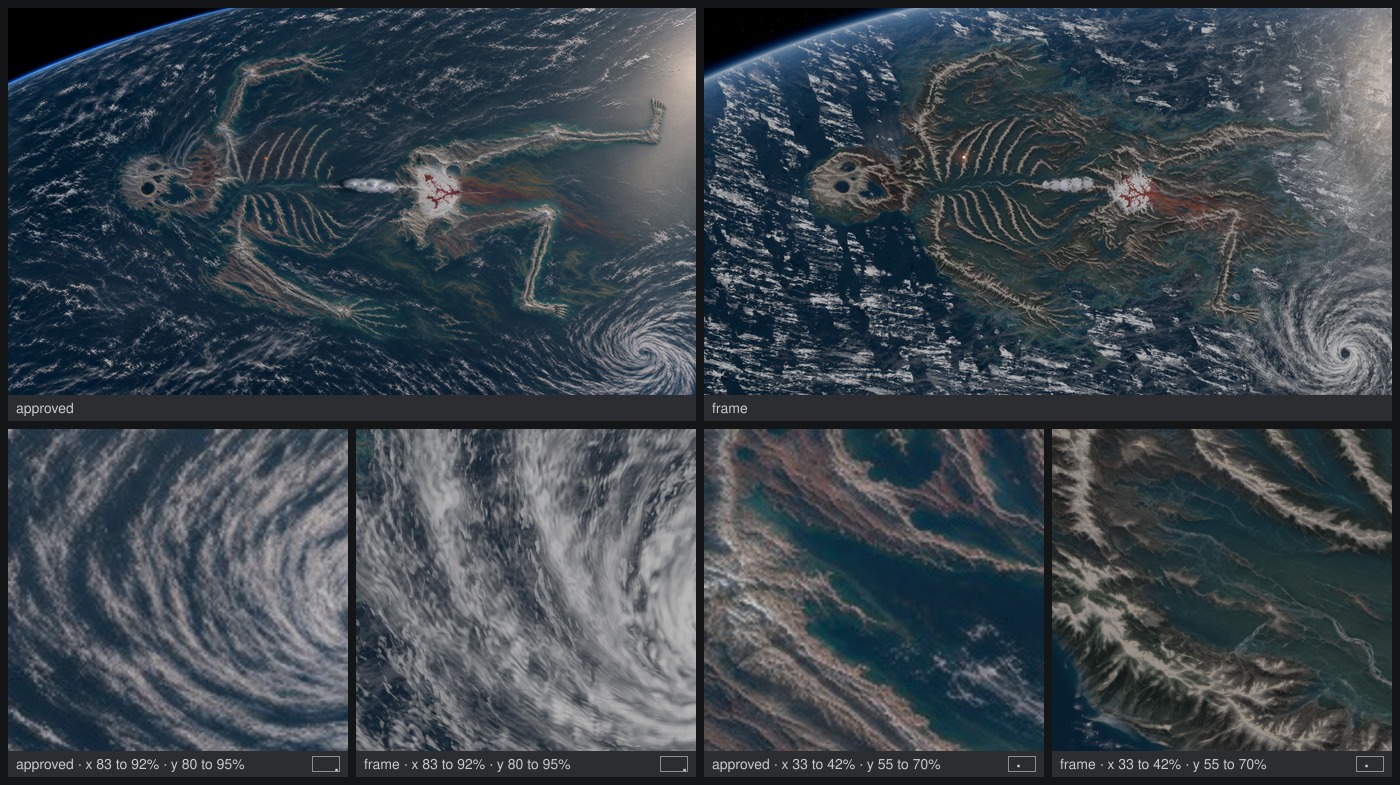 approved
frame
approved · x 83 to 92% · y 80 to 95%
frame · x 83 to 92% · y 80 to 95%
approved · x 33 to 42% · y 55 to 70%
frame · x 33 to 42% · y 55 to 70%